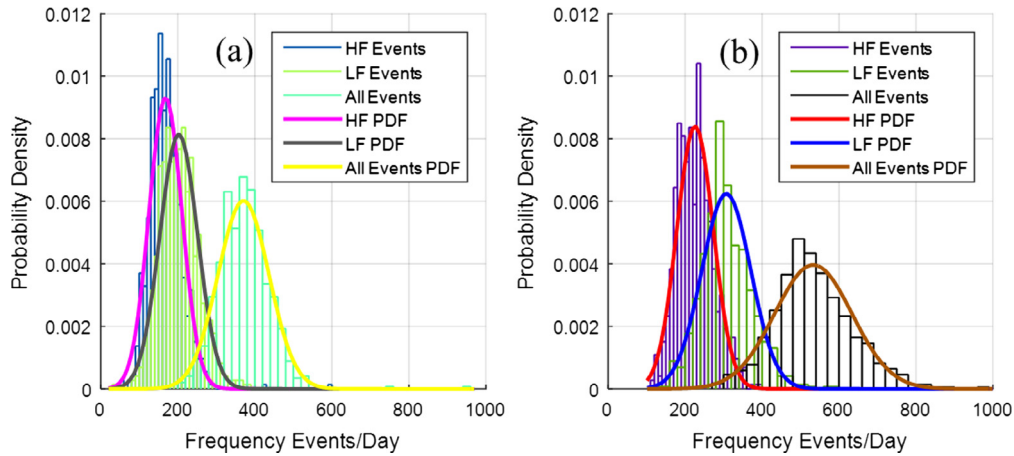 (a)
HF Events
LF Events
All Events
HF PDF
LF PDF
All Events PDF
Probability Density
0.012
0.01
0.008
0.006
0.004
0.002
0
0 200 400 600 800 1000
Frequency Events/Day
(b)
HF Events
LF Events
All Events
HF PDF
LF PDF
All Events PDF
Probability Density
0.012
0.01
0.008
0.006
0.004
0.002
0
200 400 600 800 1000
Frequency Events/Day